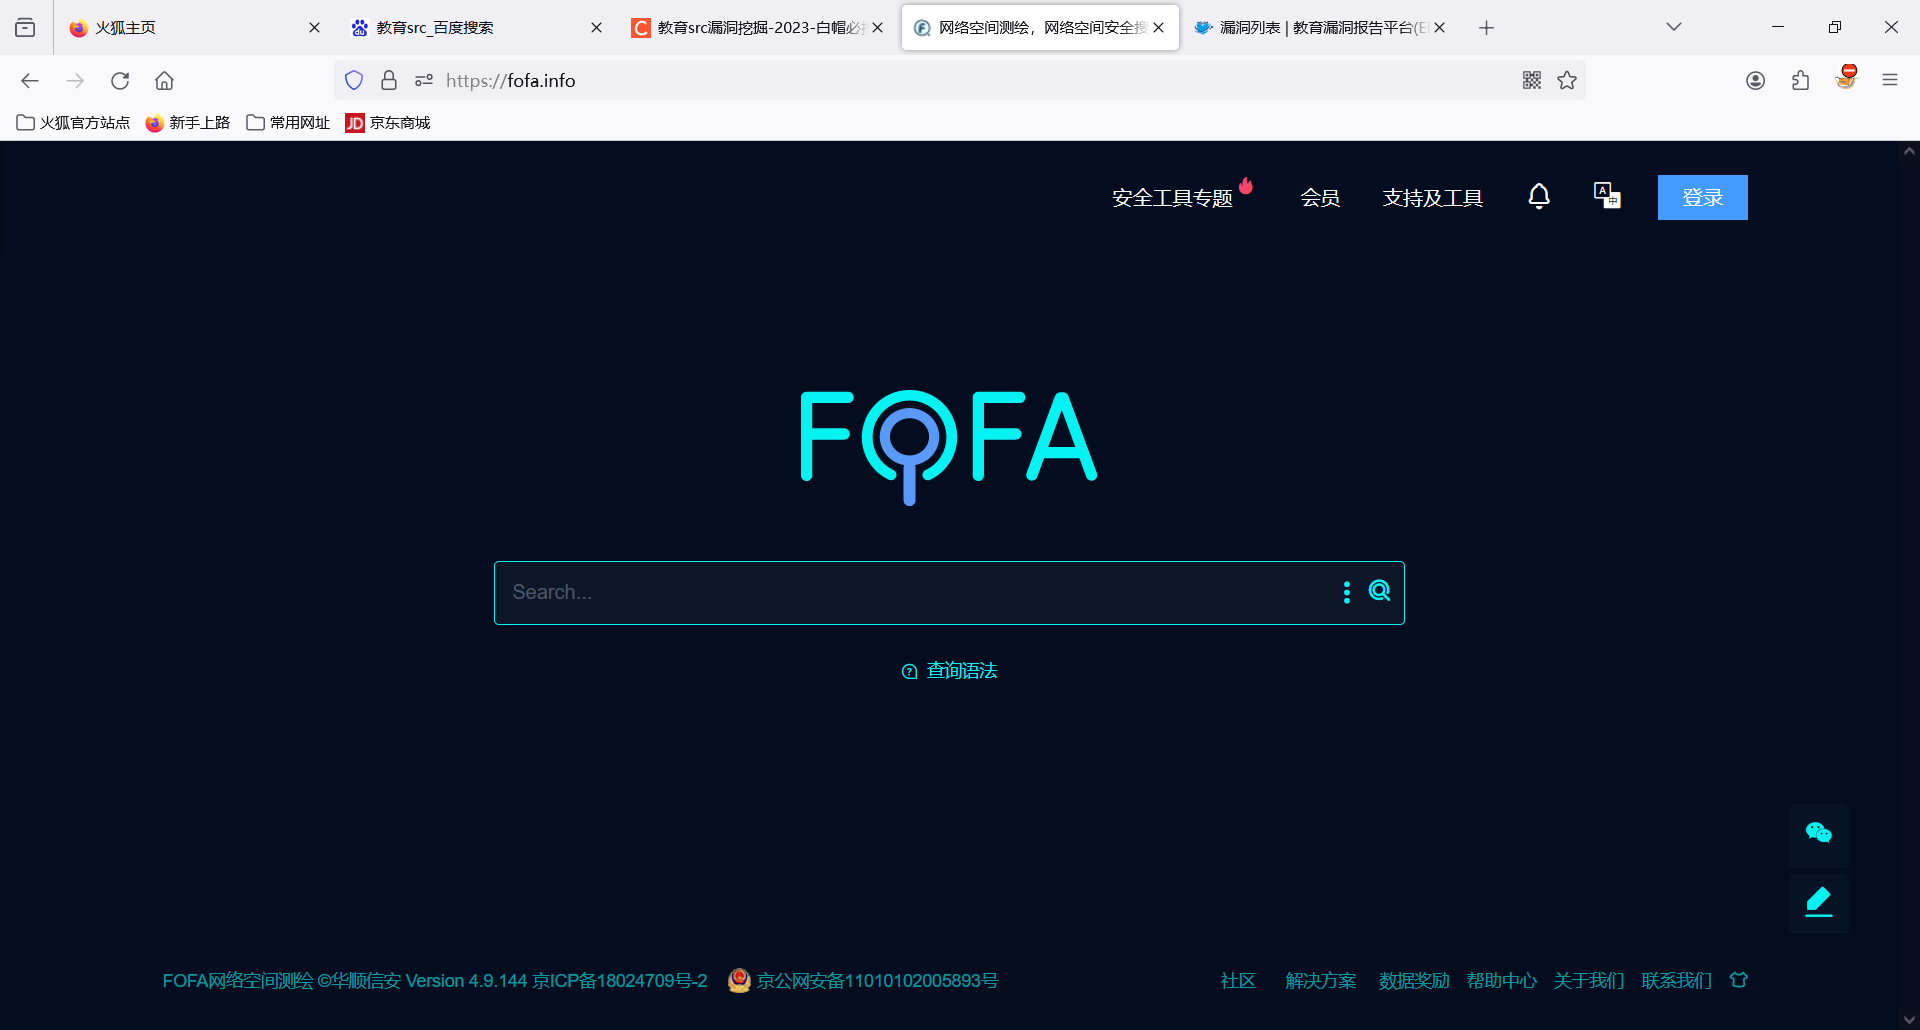 火狐主页
教育src_百度搜索
教育src漏洞挖掘-2023-白帽必
网络空间测绘，网络空间安全搜
漏洞列表 | 教育漏洞报告平台(E
https://fofa.info
火狐官方站点
新手上路
常用网址
JD 京东商城
安全工具专题
会员
支持及工具
登录
FOFA
Search...
查询语法
FOFA网络空间测绘 ©华顺信安 Version 4.9.144 京ICP备18024709号-2
京公网安备11010102005893号
社区
解决方案
数据奖励
帮助中心
关于我们
联系我们